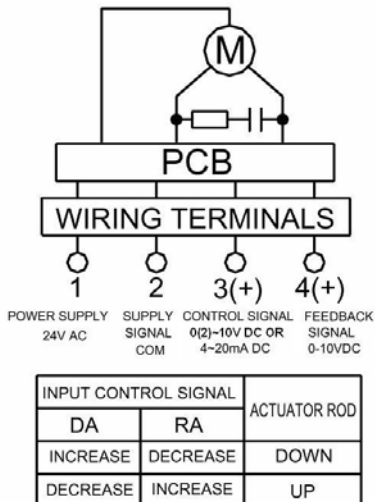 M
PCB
WIRING TERMINALS
1 2 3(+) 4(+)
POWER SUPPLY SUPPLY CONTROL SIGNAL FEEDBACK
24V AC SIGNAL 0(2)~10V DC OR SIGNAL
COM 4~20mA DC 0-10VDC
INPUT CONTROL SIGNAL ACTUATOR ROD
DA RA
INCREASE DECREASE DOWN
DECREASE INCREASE UP